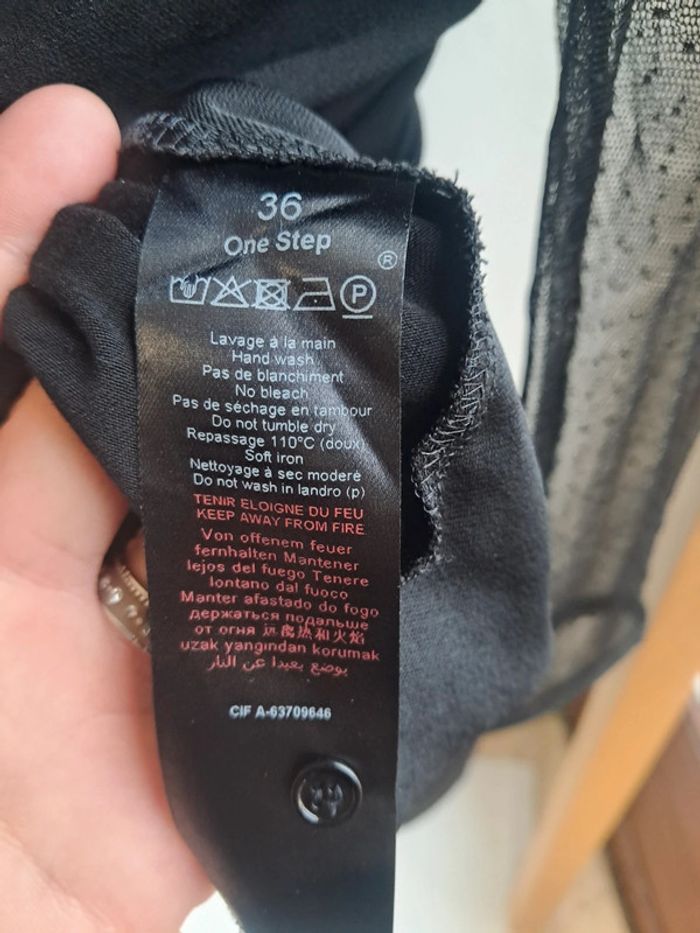 36
One Step
®
P
Lavage à la main
Hand wash
Pas de blanchiment
No bleach
Pas de séchage en tambour
Do not tumble dry
Repassage 110°C (doux)
Soft iron
Nettoyage à sec modere
Do not wash in landro (p)
TENIR ELOIGNE DU FEU
KEEP AWAY FROM FIRE
Von offenem feuer
fernhalten Mantener
lejos del fuego Tenere
lontano dal fuoco
Manter afastado do fogo
держаться подальше
от огня 远离热和火焰
uzak yangından korumak
بوضع بعيدا عن النار
CIF A-63709646